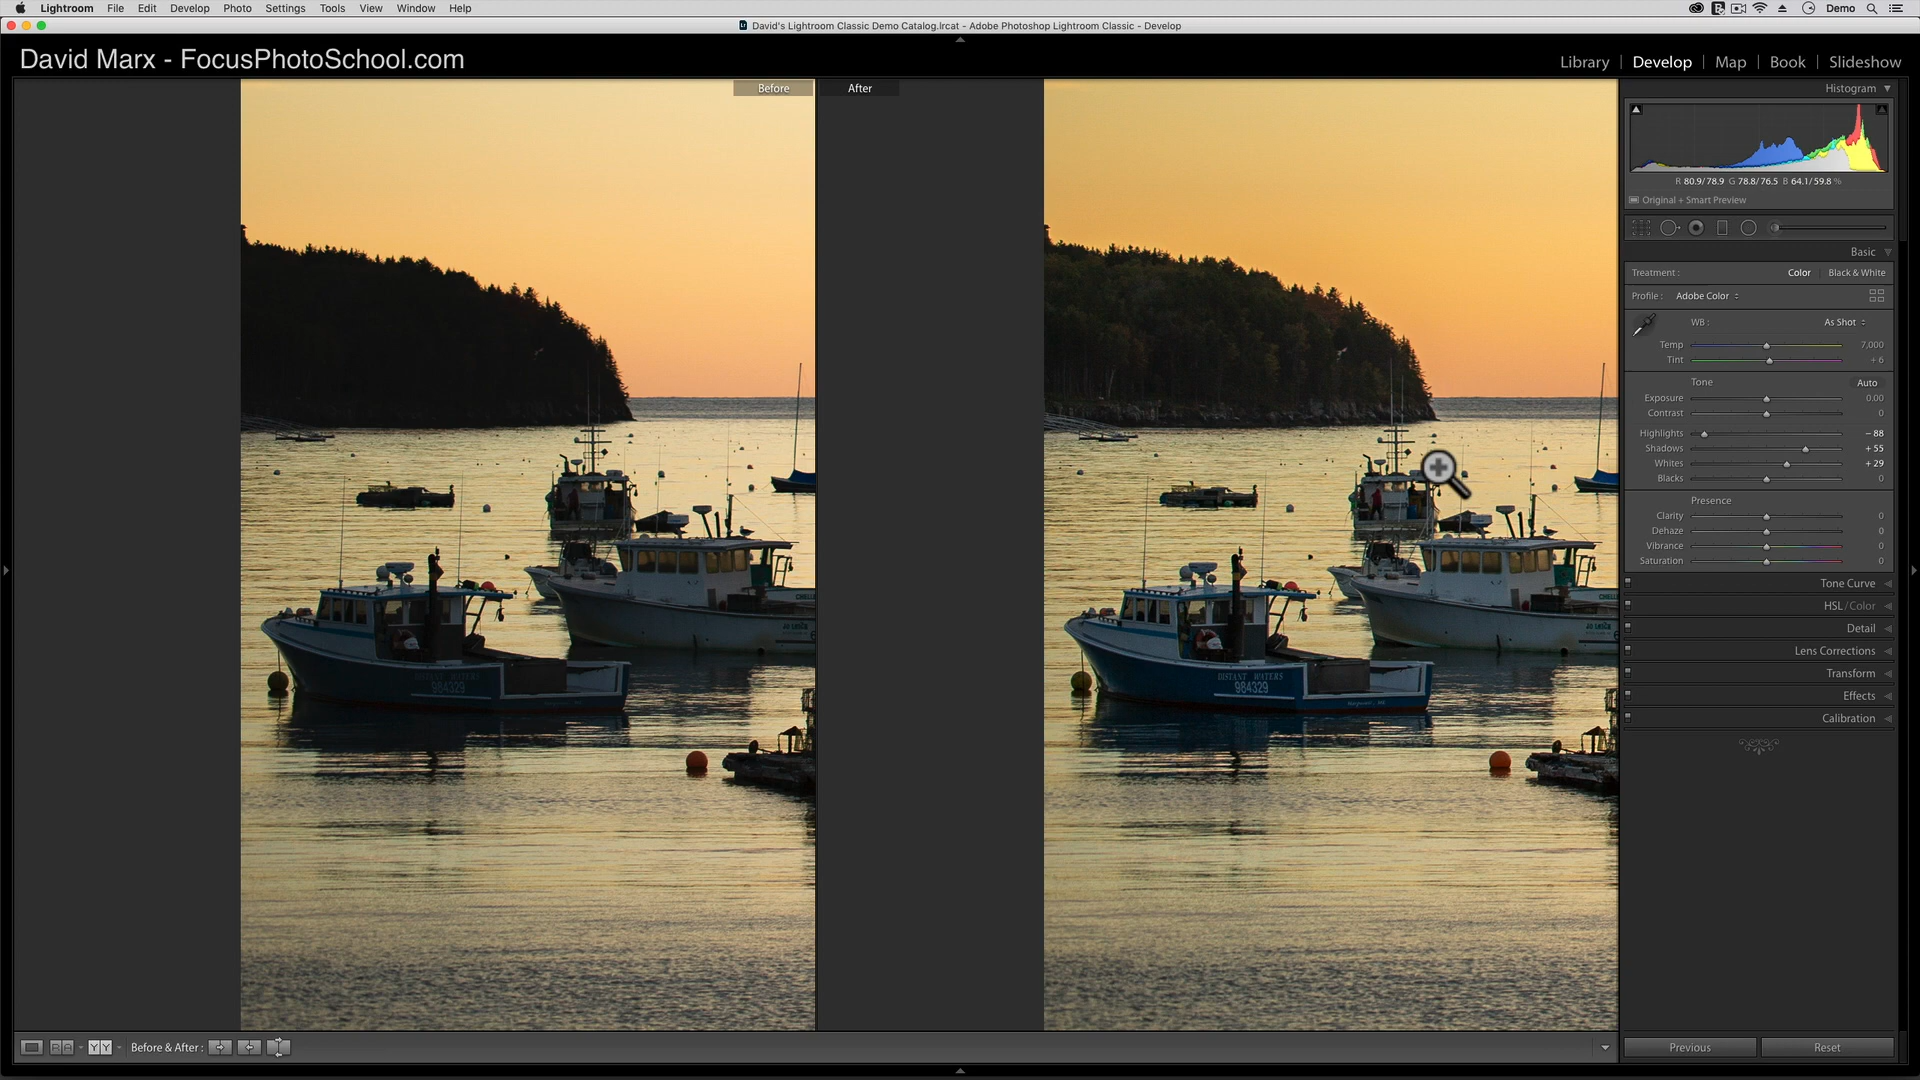 Lightroom File Edit Develop Photo Settings Tools View Window Help Demo
David's Lightroom Classic Demo Catalog.lrcat - Adobe Photoshop Lightroom Classic - Develop
David Marx - FocusPhotoSchool.com
Library | Develop | Map | Book | Slideshow
Before
After
Histogram
R 80.9/78.9 G 78.8/76.5 B 64.1/59.8 %
Original + Smart Preview
Basic
Treatment : Color Black & White
Profile : Adobe Color
WB : As Shot
Temp 7,000
Tint + 6
Tone Auto
Exposure 0.00
Contrast 0
Highlights − 88
Shadows + 55
Whites + 29
Blacks 0
Presence
Clarity 0
Dehaze 0
Vibrance 0
Saturation 0
Tone Curve
HSL / Color
Detail
Lens Corrections
Transform
Effects
Calibration
DISTANT WATERS
984329
DISTANT WATERS
984329
Before & After :
Previous
Reset